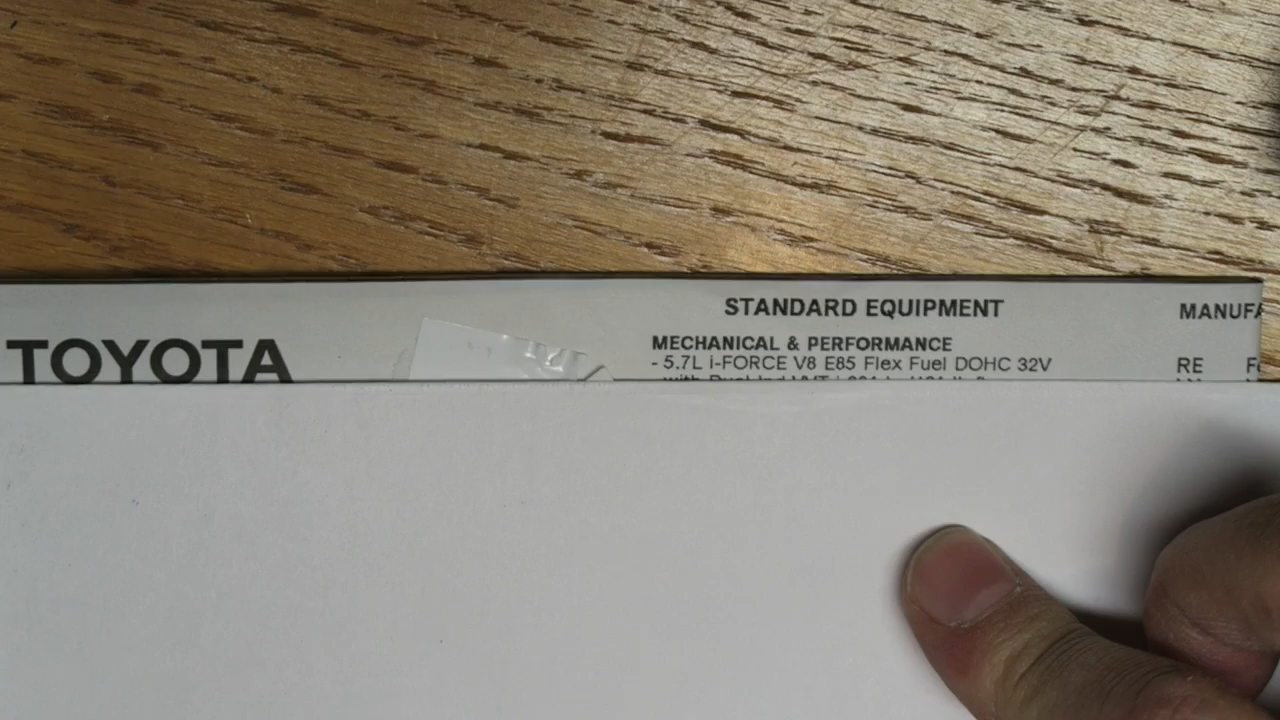 STANDARD EQUIPMENT
MANUFA
TOYOTA
MECHANICAL & PERFORMANCE
- 5.7L i-FORCE V8 E85 Flex Fuel DOHC 32V
RE